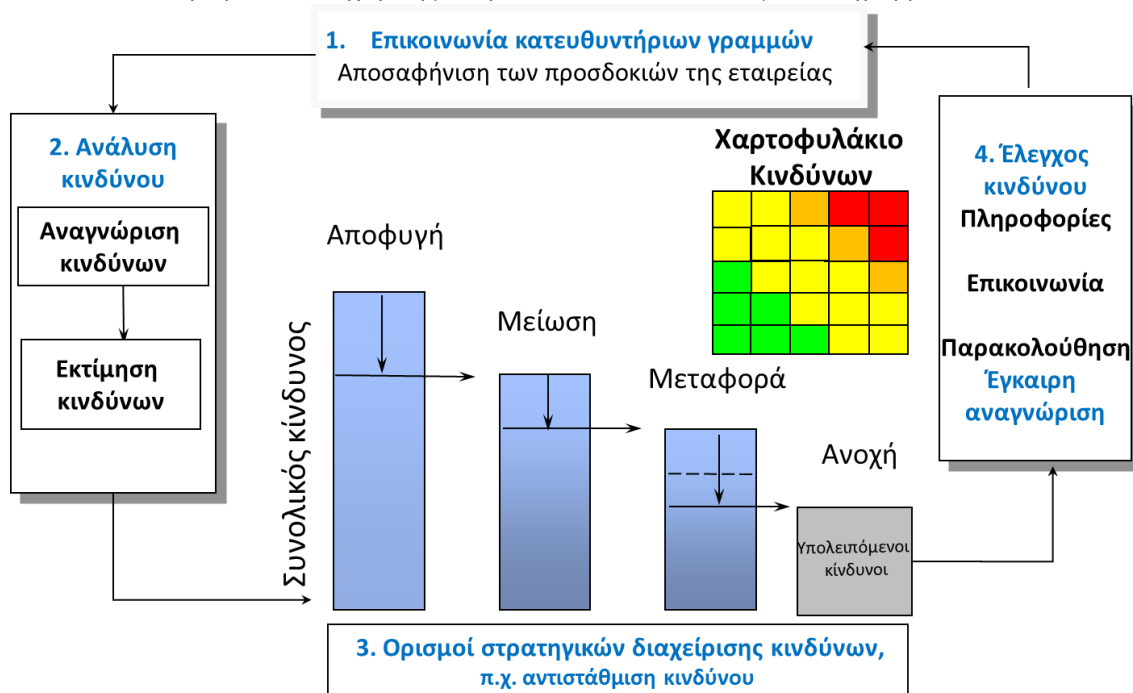 1. Επικοινωνία κατευθυντήριων γραμμών
Αποσαφήνιση των προσδοκιών της εταιρείας
2. Ανάλυση
κινδύνου
Αναγνώριση
κινδύνων
Εκτίμηση
κινδύνων
Συνολικός κίνδυνος
Αποφυγή
Μείωση
Μεταφορά
Ανοχή
Υπολειπόμενοι
κίνδυνοι
Χαρτοφυλάκιο
Κινδύνων
3. Ορισμοί στρατηγικών διαχείρισης κινδύνων,
π.χ. αντιστάθμιση κινδύνου
4. Έλεγχος
κινδύνου
Πληροφορίες
Επικοινωνία
Παρακολούθηση
Έγκαιρη
αναγνώριση